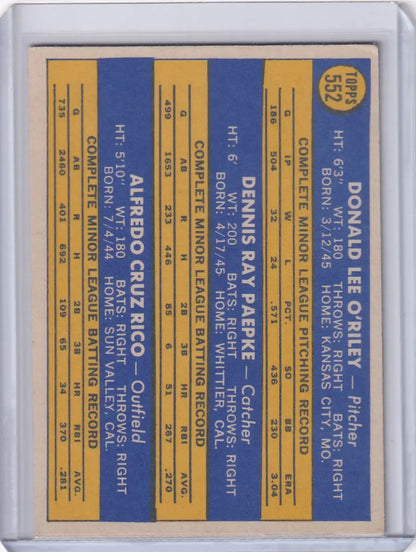 TOPPS
552
DONALD LEE O'RILEY — Pitcher
HT: 6'3" WT: 180 THROWS: RIGHT BATS: RIGHT
BORN: 3/12/45 HOME: KANSAS CITY, MO.
COMPLETE MINOR LEAGUE PITCHING RECORD
G IP W L PCT. SO BB ERA
186 504 32 24 .571 436 230 3.04
DENNIS RAY PAEPKE — Catcher
HT: 6' WT: 200 BATS: RIGHT THROWS: RIGHT
BORN: 4/17/45 HOME: WHITTIER, CAL.
COMPLETE MINOR LEAGUE BATTING RECORD
G AB R H 2B 3B HR RBI AVG.
499 1653 233 446 85 6 51 267 .270
ALFREDO CRUZ RICO — Outfield
HT: 5'10" WT: 180 BATS: RIGHT THROWS: RIGHT
BORN: 7/4/44 HOME: SUN VALLEY, CAL.
COMPLETE MINOR LEAGUE BATTING RECORD
G AB R H 2B 3B HR RBI AVG.
735 2460 401 692 109 65 34 370 .281